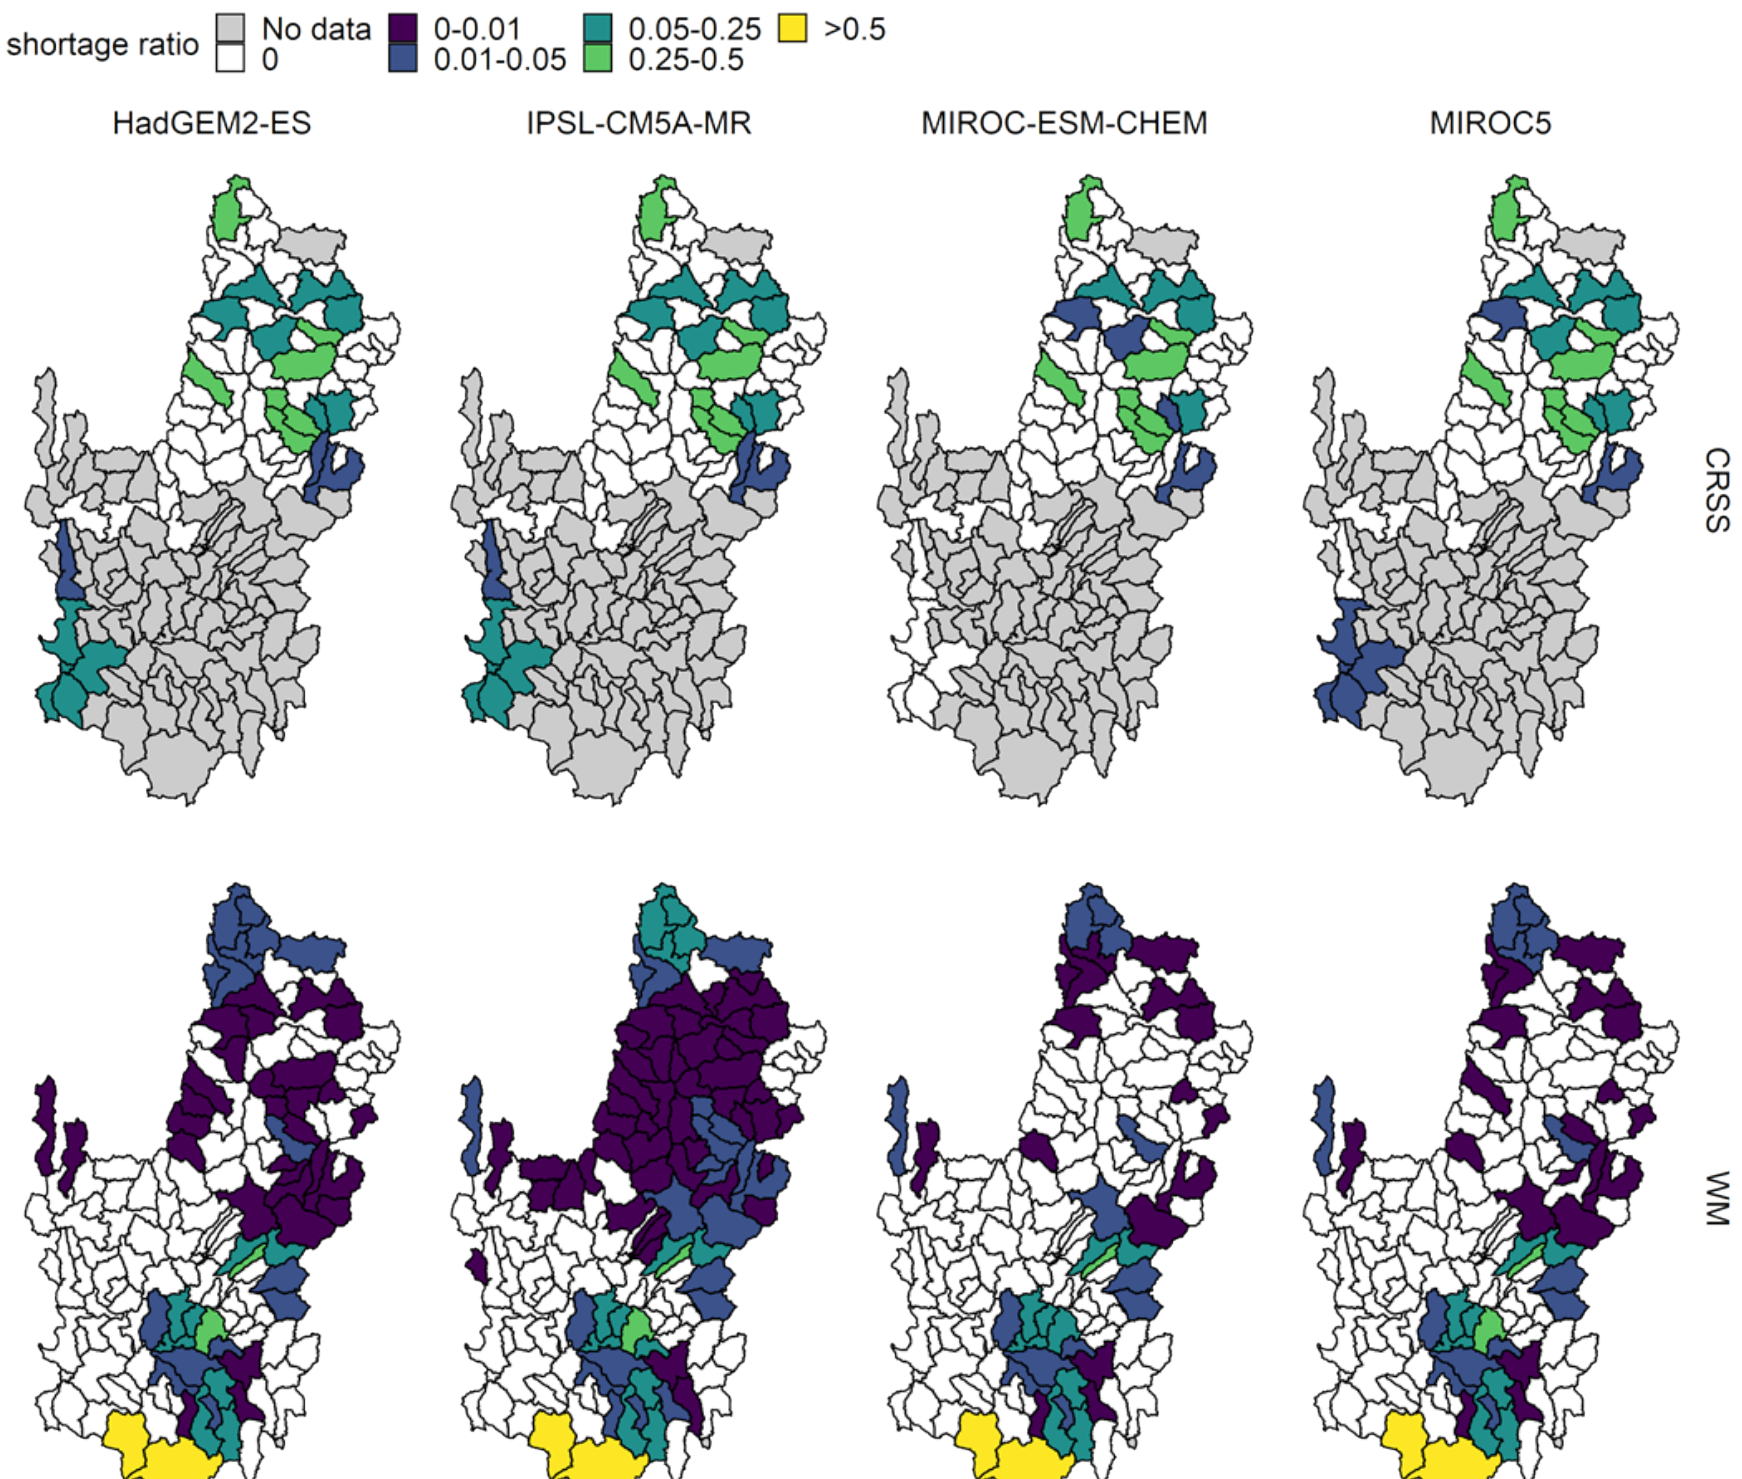 shortage ratio No data 0-0.01 0.05-0.25 >0.5
0 0.01-0.05 0.25-0.5
HadGEM2-ES IPSL-CM5A-MR MIROC-ESM-CHEM MIROC5
CRSS
WM